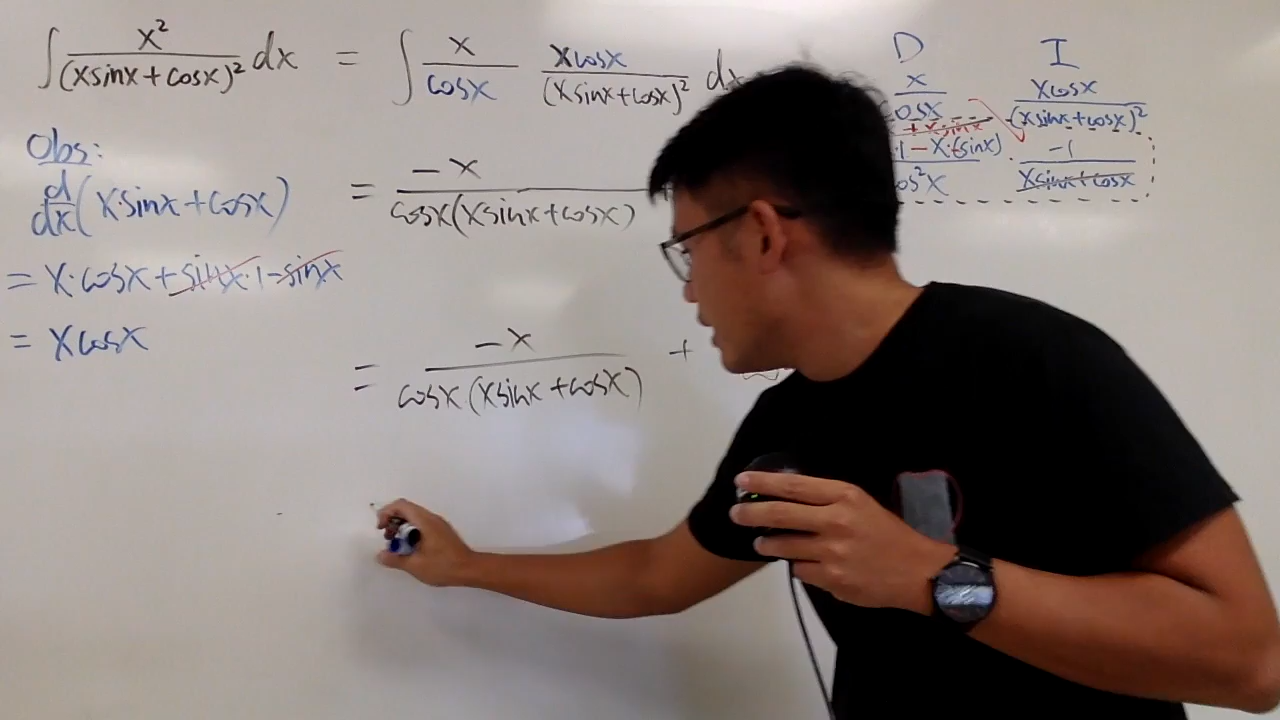 ∫ x²/(xsinx + cosx)² dx = ∫ x/cosx xcosx/(xsinx+cosx)² dx
Obs:
d/dx(xsinx+cosx)
= x·cosx+sinx·1-sinx
= xcosx
= -x/cosx(xsinx+cosx)
= -x/cosx(xsinx+cosx) +
D I
x/cosx xcosx/(xsinx+cosx)²
+x·sinx
·1-x·(-sinx)/cos²x · -1/xsinx+cosx